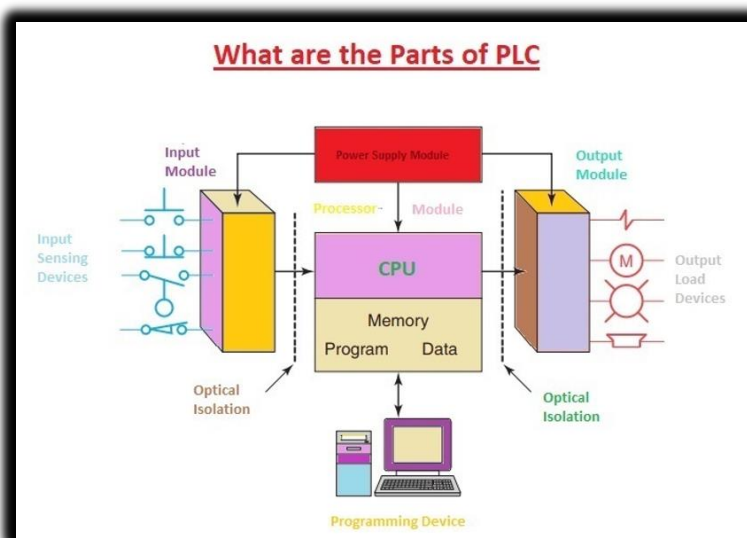 What are the Parts of PLC
Power Supply Module
Input
Module
Output
Module
Processor- Module
Input
Sensing
Devices
CPU
M
Output
Load
Devices
Memory
Program Data
Optical
Isolation
Optical
Isolation
Programming Device